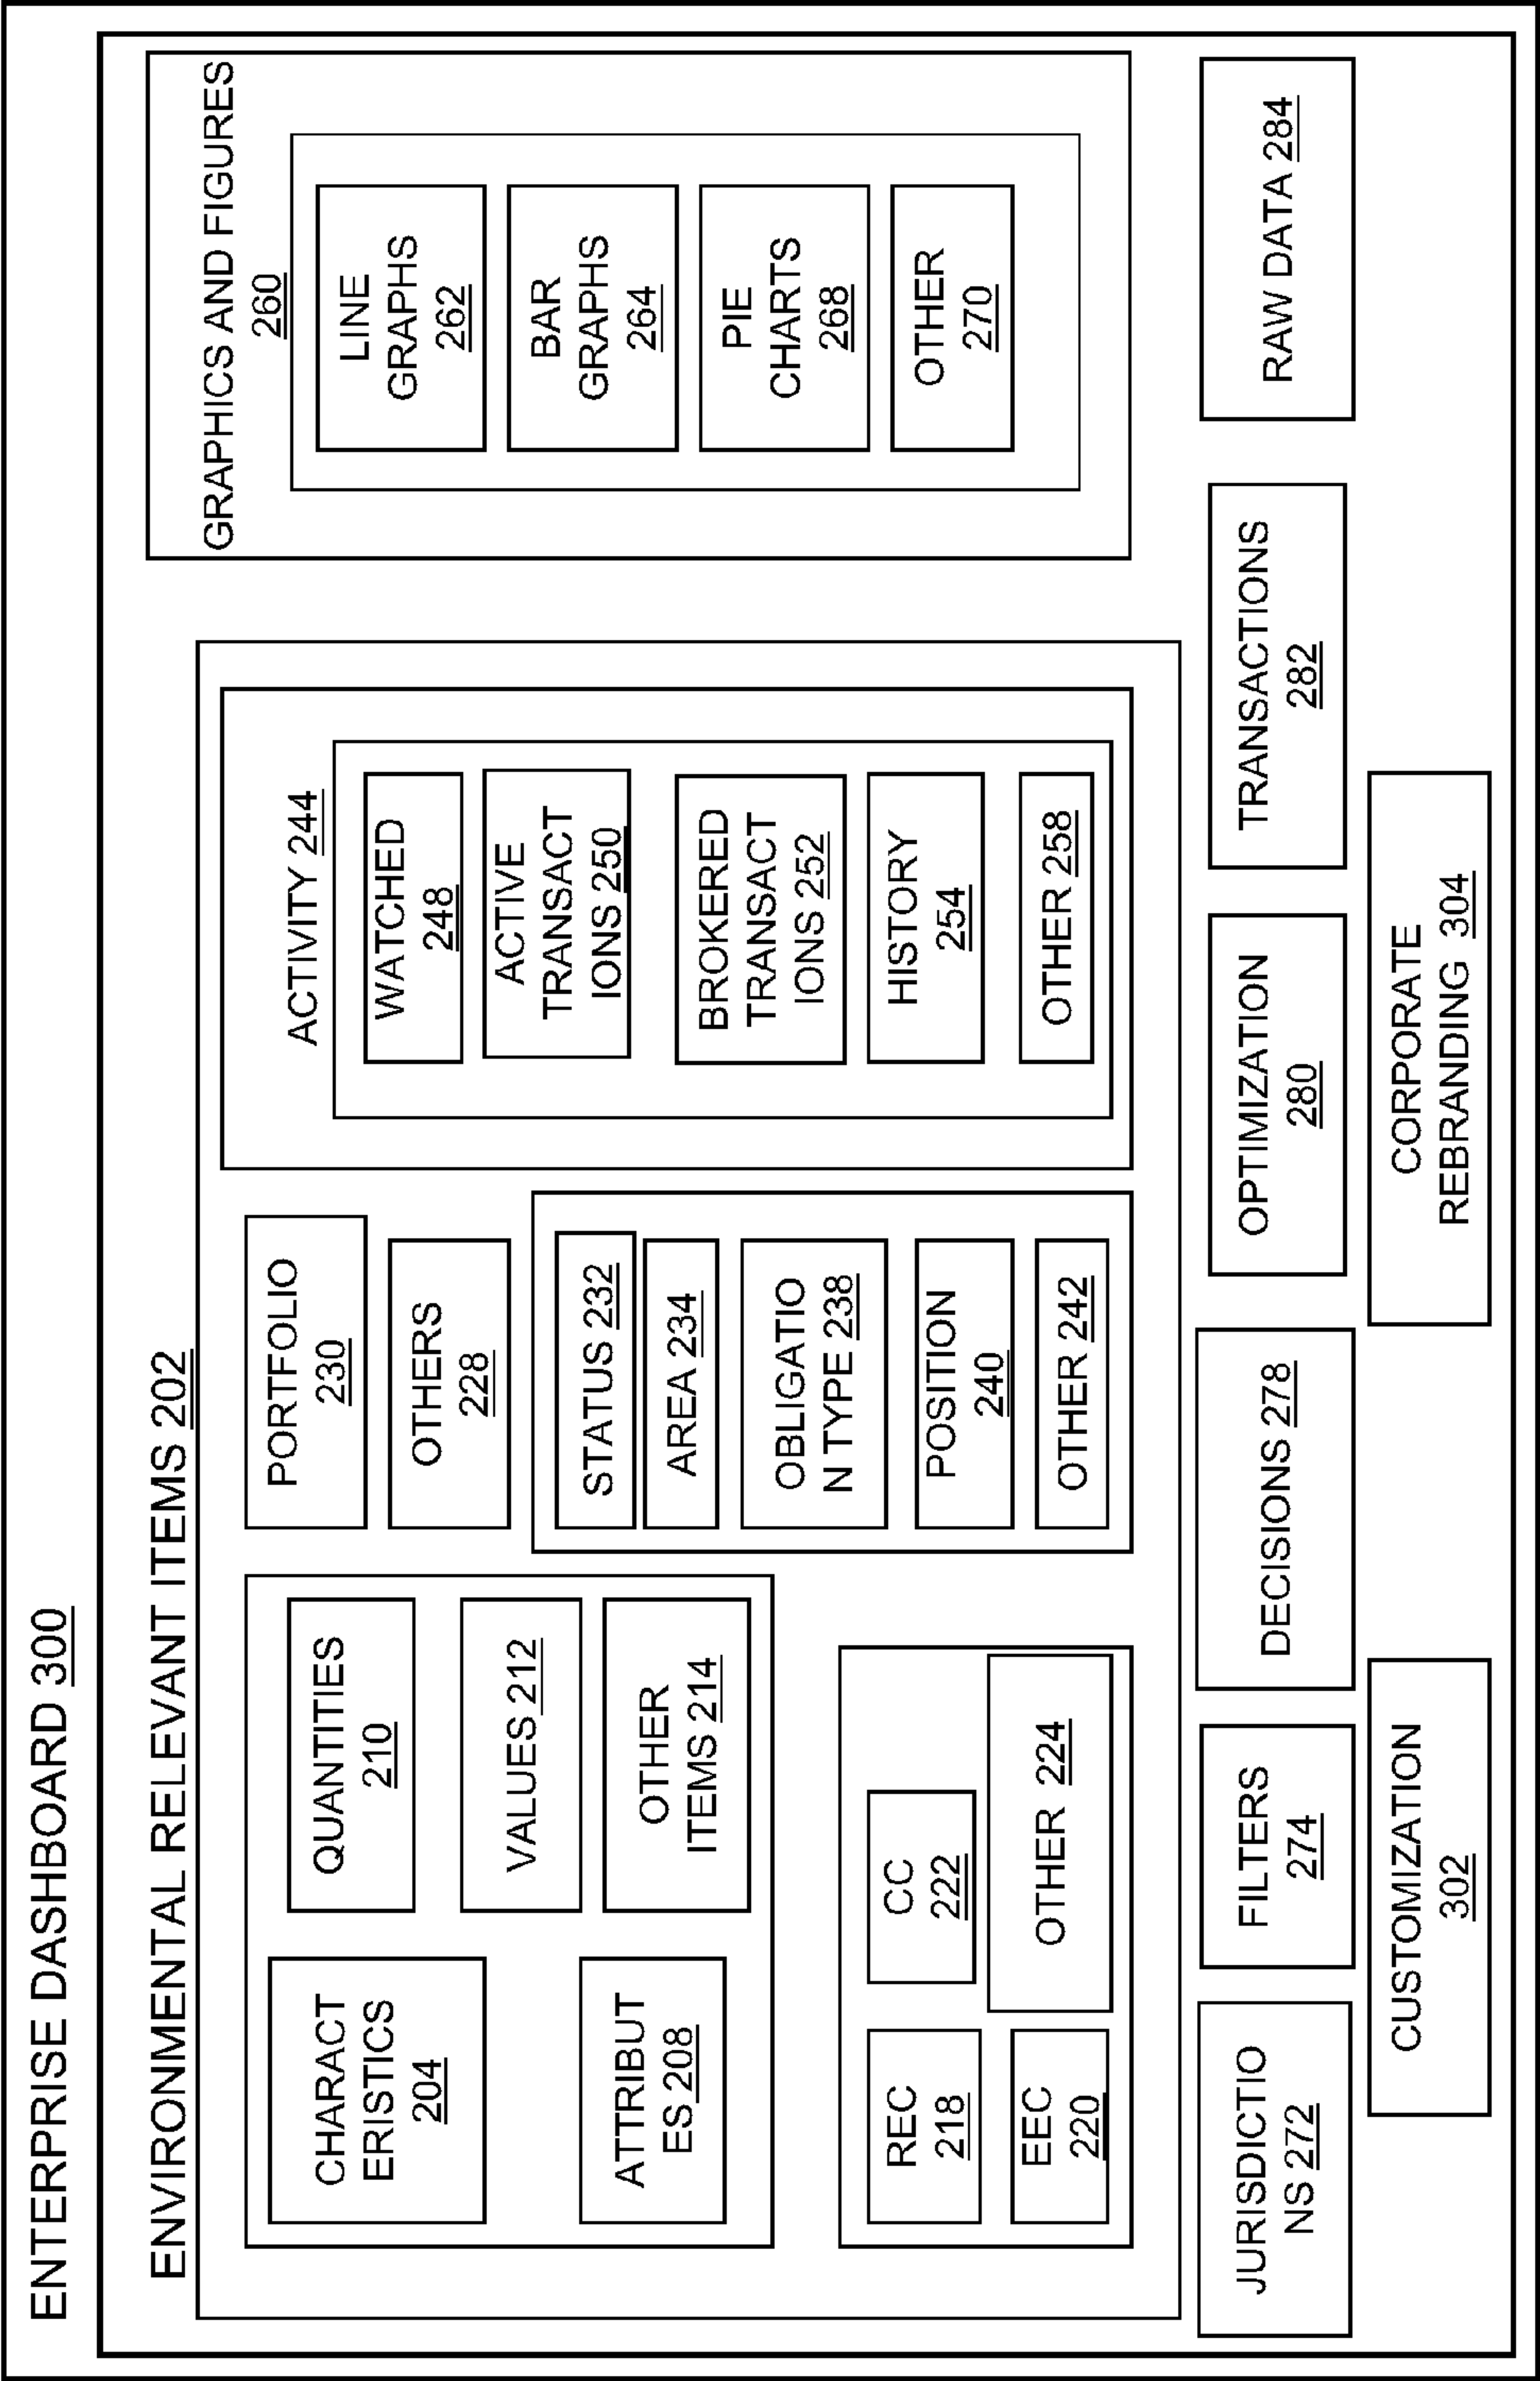 ENTERPRISE DASHBOARD 300
ENVIRONMENTAL RELEVANT ITEMS 202
CHARACT
ERISTICS
204
ATTRIBUT
ES 208
QUANTITIES
210
VALUES 212
OTHER
ITEMS 214
REC
218
EEC
220
CC
222
OTHER 224
PORTFOLIO
230
OTHERS
228
STATUS 232
AREA 234
OBLIGATIO
N TYPE 238
POSITION
240
OTHER 242
ACTIVITY 244
WATCHED
248
ACTIVE
TRANSACT
IONS 250
BROKERED
TRANSACT
IONS 252
HISTORY
254
OTHER 258
GRAPHICS AND FIGURES
260
LINE
GRAPHS
262
BAR
GRAPHS
264
PIE
CHARTS
268
OTHER
270
JURISDICTIO
NS 272
FILTERS
274
DECISIONS 278
OPTIMIZATION
280
TRANSACTIONS
282
RAW DATA 284
CUSTOMIZATION
302
CORPORATE
REBRANDING 304